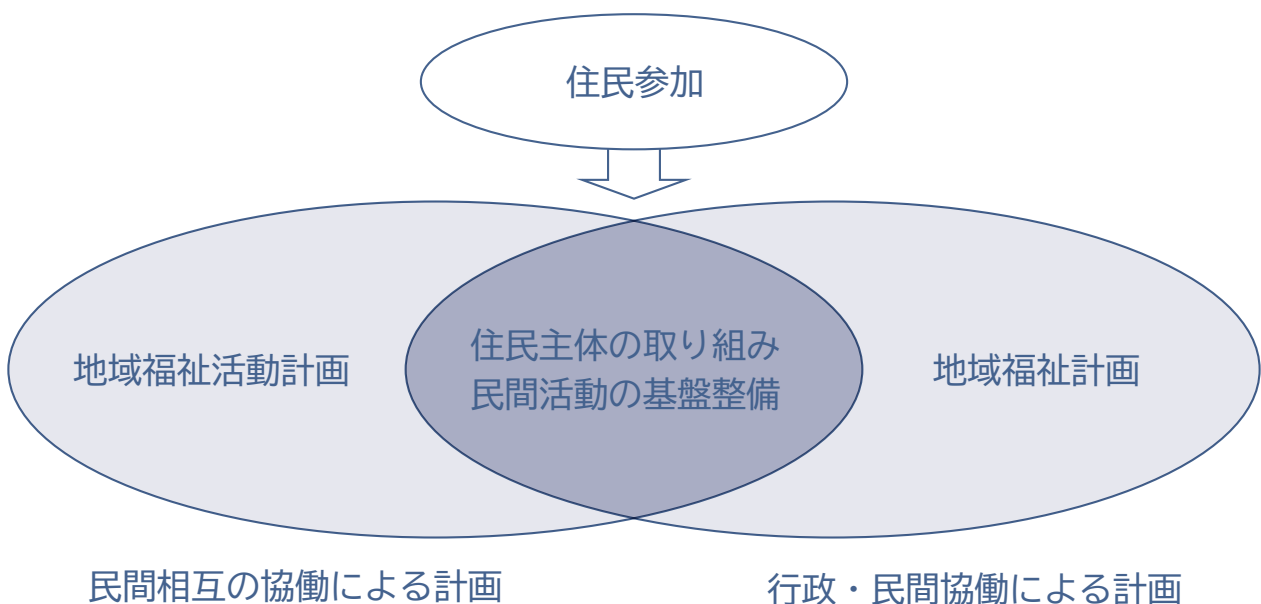 住民参加
地域福祉活動計画
住民主体の取り組み
民間活動の基盤整備
地域福祉計画
民間相互の協働による計画
行政・民間協働による計画